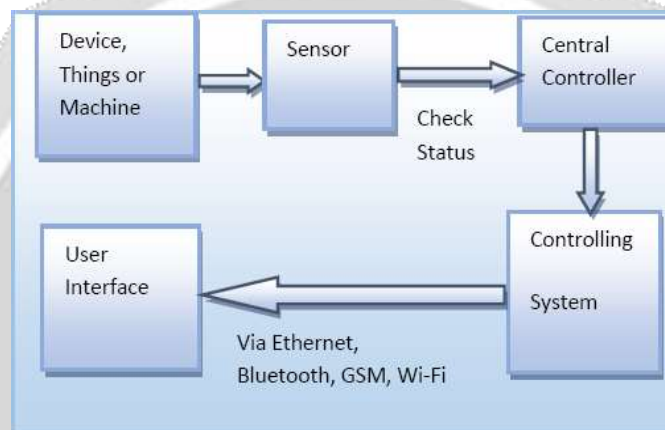 Device,
Things or
Machine
Sensor
Central
Controller
Check
Status
Controlling
System
User
Interface
Via Ethernet,
Bluetooth, GSM, Wi-Fi